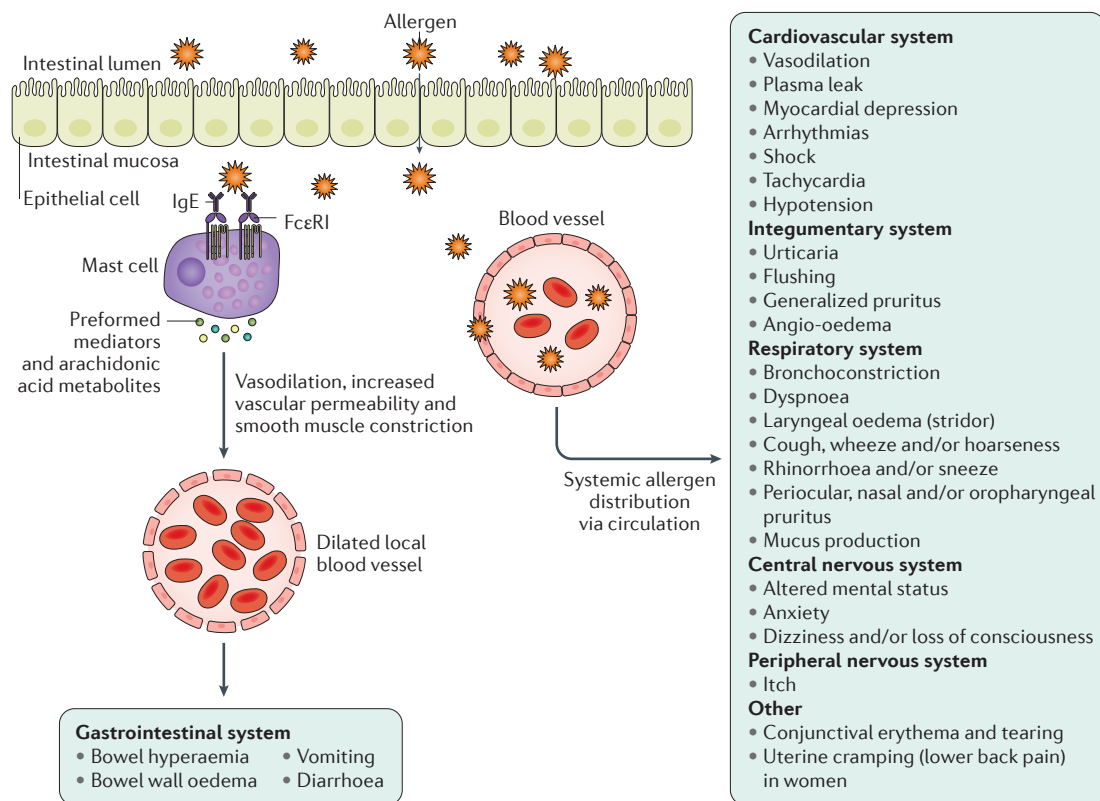 Allergen
Intestinal lumen
Intestinal mucosa
Epithelial cell
IgE
FcεRI
Mast cell
Preformed
mediators
and arachidonic
acid metabolites
Vasodilation, increased
vascular permeability and
smooth muscle constriction
Dilated local
blood vessel
Gastrointestinal system
• Bowel hyperaemia
• Bowel wall oedema
• Vomiting
• Diarrhoea
Blood vessel
Systemic allergen
distribution
via circulation
Cardiovascular system
• Vasodilation
• Plasma leak
• Myocardial depression
• Arrhythmias
• Shock
• Tachycardia
• Hypotension
Integumentary system
• Urticaria
• Flushing
• Generalized pruritus
• Angio-oedema
Respiratory system
• Bronchoconstriction
• Dyspnoea
• Laryngeal oedema (stridor)
• Cough, wheeze and/or hoarseness
• Rhinorrhoea and/or sneeze
• Periocular, nasal and/or oropharyngeal
pruritus
• Mucus production
Central nervous system
• Altered mental status
• Anxiety
• Dizziness and/or loss of consciousness
Peripheral nervous system
• Itch
Other
• Conjunctival erythema and tearing
• Uterine cramping (lower back pain)
in women